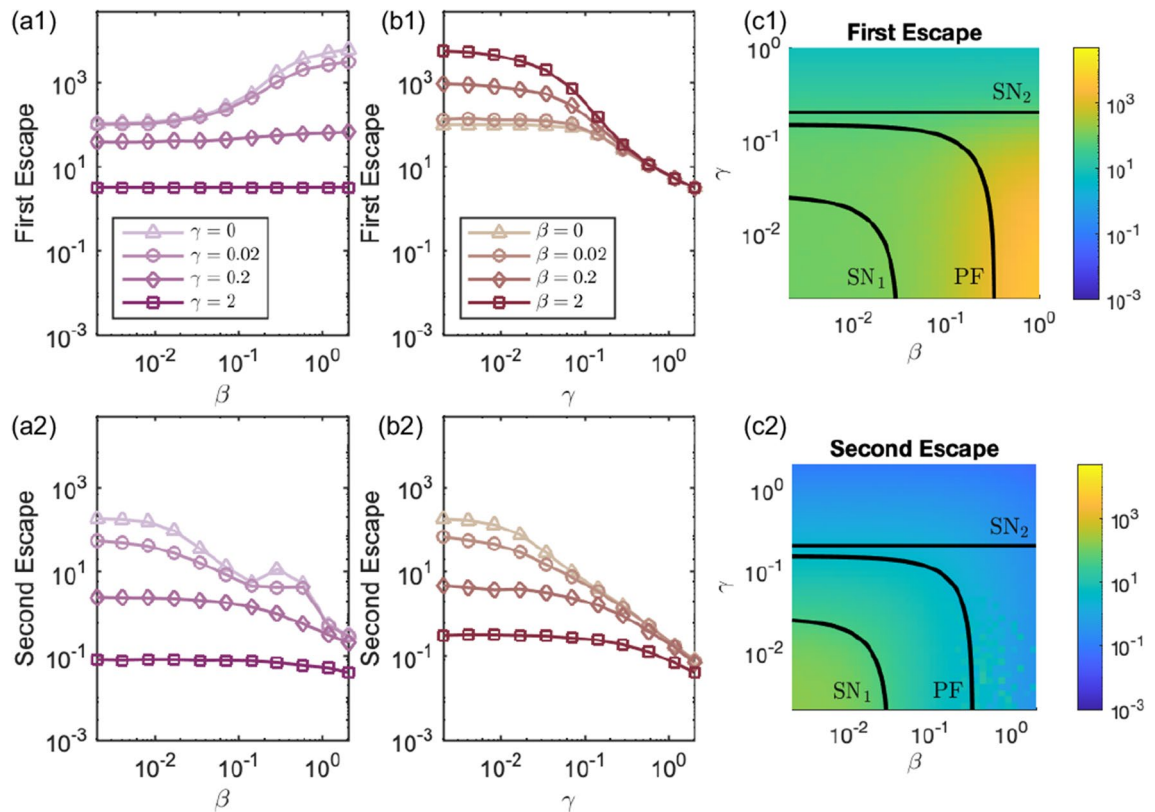 (a1)
First Escape
10^3
10^1
10^-1
10^-3
10^-2
10^-1
10^0
β
γ = 0
γ = 0.02
γ = 0.2
γ = 2
(b1)
First Escape
10^3
10^1
10^-1
10^-3
10^-2
10^-1
10^0
γ
β = 0
β = 0.02
β = 0.2
β = 2
(c1)
First Escape
10^0
10^-1
10^-2
γ
SN₂
SN₁
PF
10^-2
10^-1
10^0
β
10^3
10^1
10^-1
10^-3
(a2)
Second Escape
10^3
10^1
10^-1
10^-3
10^-2
10^-1
10^0
β
(b2)
Second Escape
10^3
10^1
10^-1
10^-3
10^-2
10^-1
10^0
γ
(c2)
Second Escape
10^0
10^-1
10^-2
γ
SN₂
SN₁
PF
10^-2
10^-1
10^0
β
10^3
10^1
10^-1
10^-3